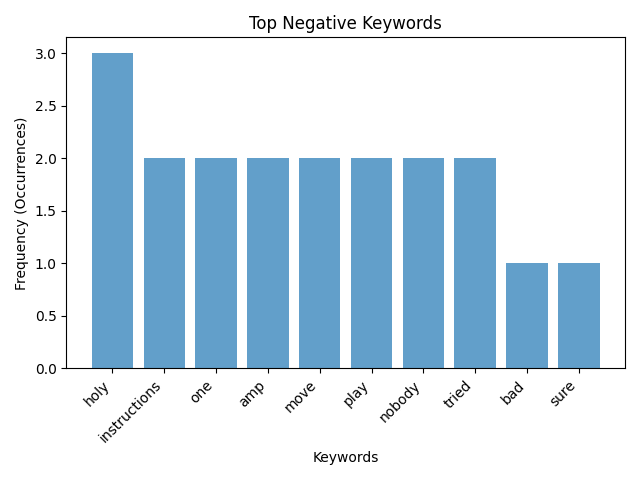 Top Negative Keywords
Frequency (Occurrences)
3.0
2.5
2.0
1.5
1.0
0.5
0.0
holy
instructions
one
amp
move
play
nobody
tried
bad
sure
Keywords